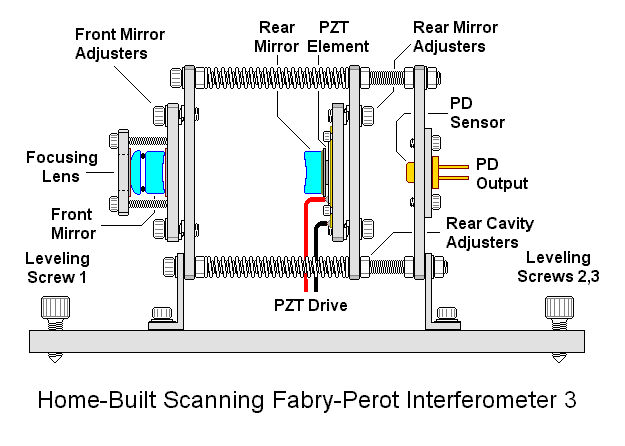 Front Mirror
Adjusters
Rear
Mirror
PZT
Element
Rear Mirror
Adjusters
PD
Sensor
Focusing
Lens
PD
Output
Front
Mirror
Rear Cavity
Adjusters
Leveling
Screw 1
Leveling
Screws 2,3
PZT Drive
Home-Built Scanning Fabry-Perot Interferometer 3